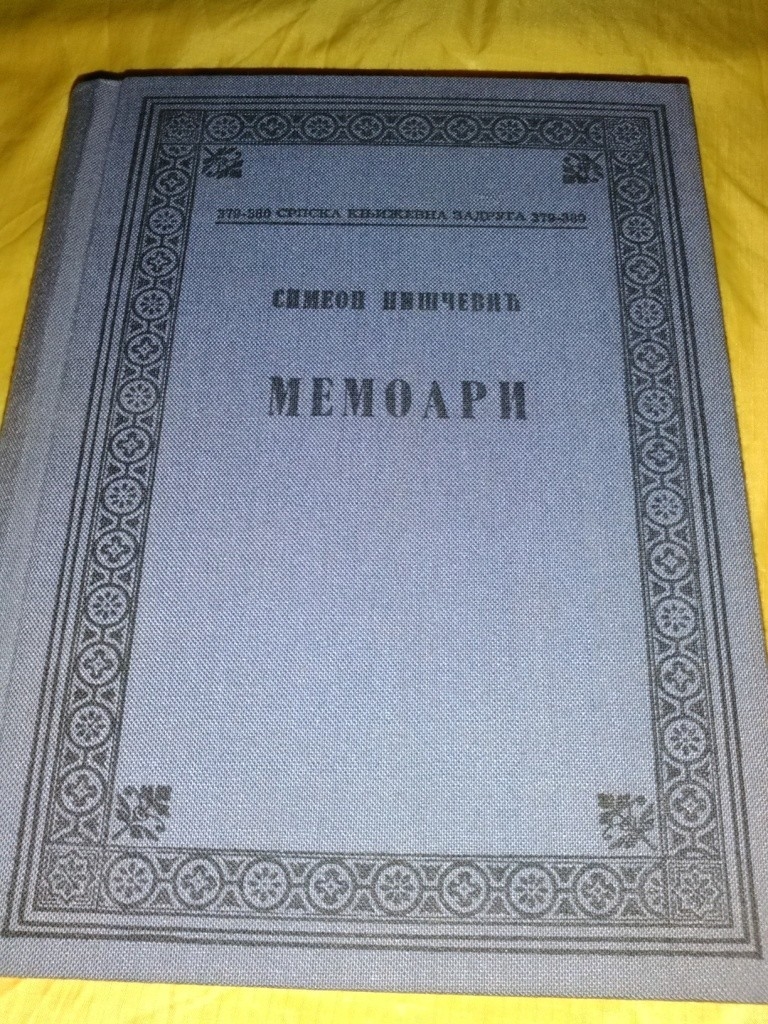 379-380 СРПСКА КЊИЖЕВНА ЗАДРУГА 379-380
СИМЕОН ПИШЧЕВИЋ
МЕМОАРИ